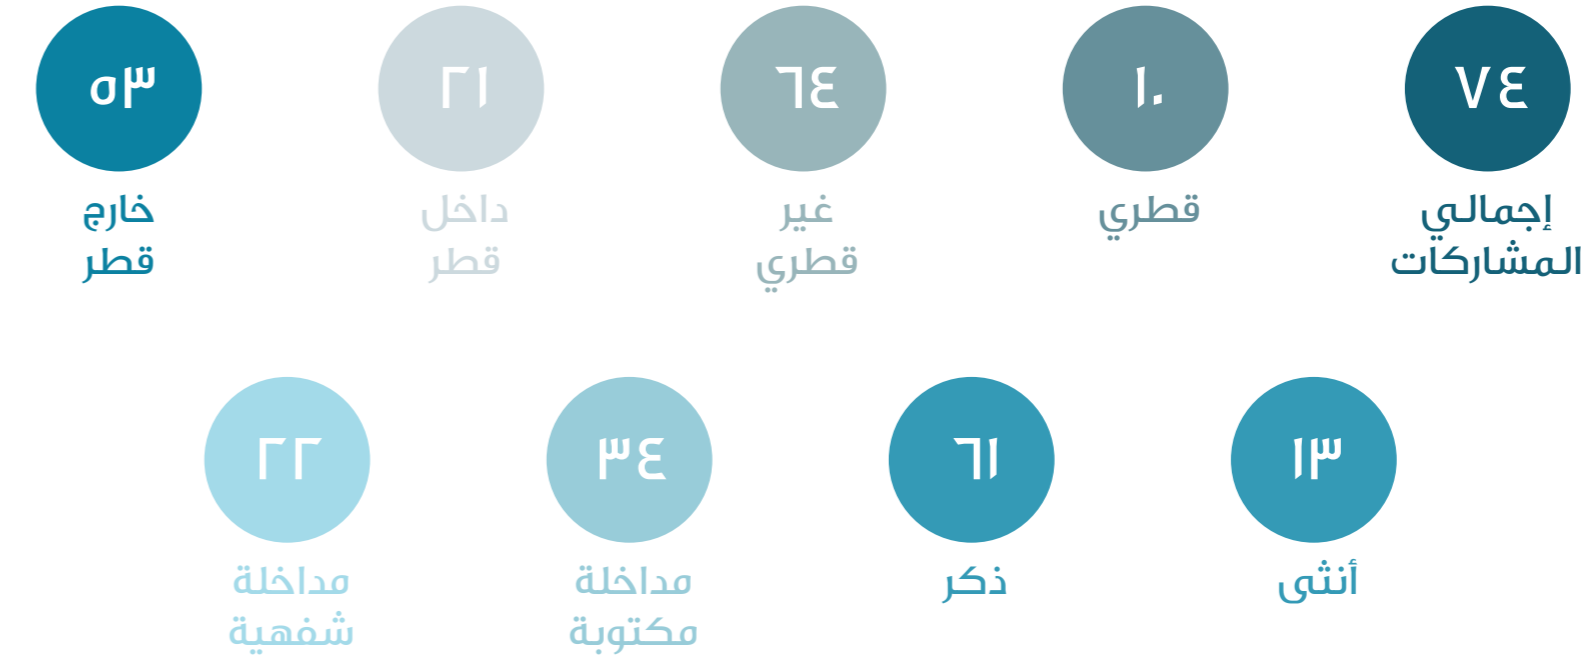 ٧٤
إجمالي
المشاركات
١٠
قطري
٦٤
غير
قطري
٢١
داخل
قطر
٥٣
خارج
قطر
١٣
أنثى
٦١
ذكر
٣٤
مداخلة
مكتوبة
٢٢
مداخلة
شفهية